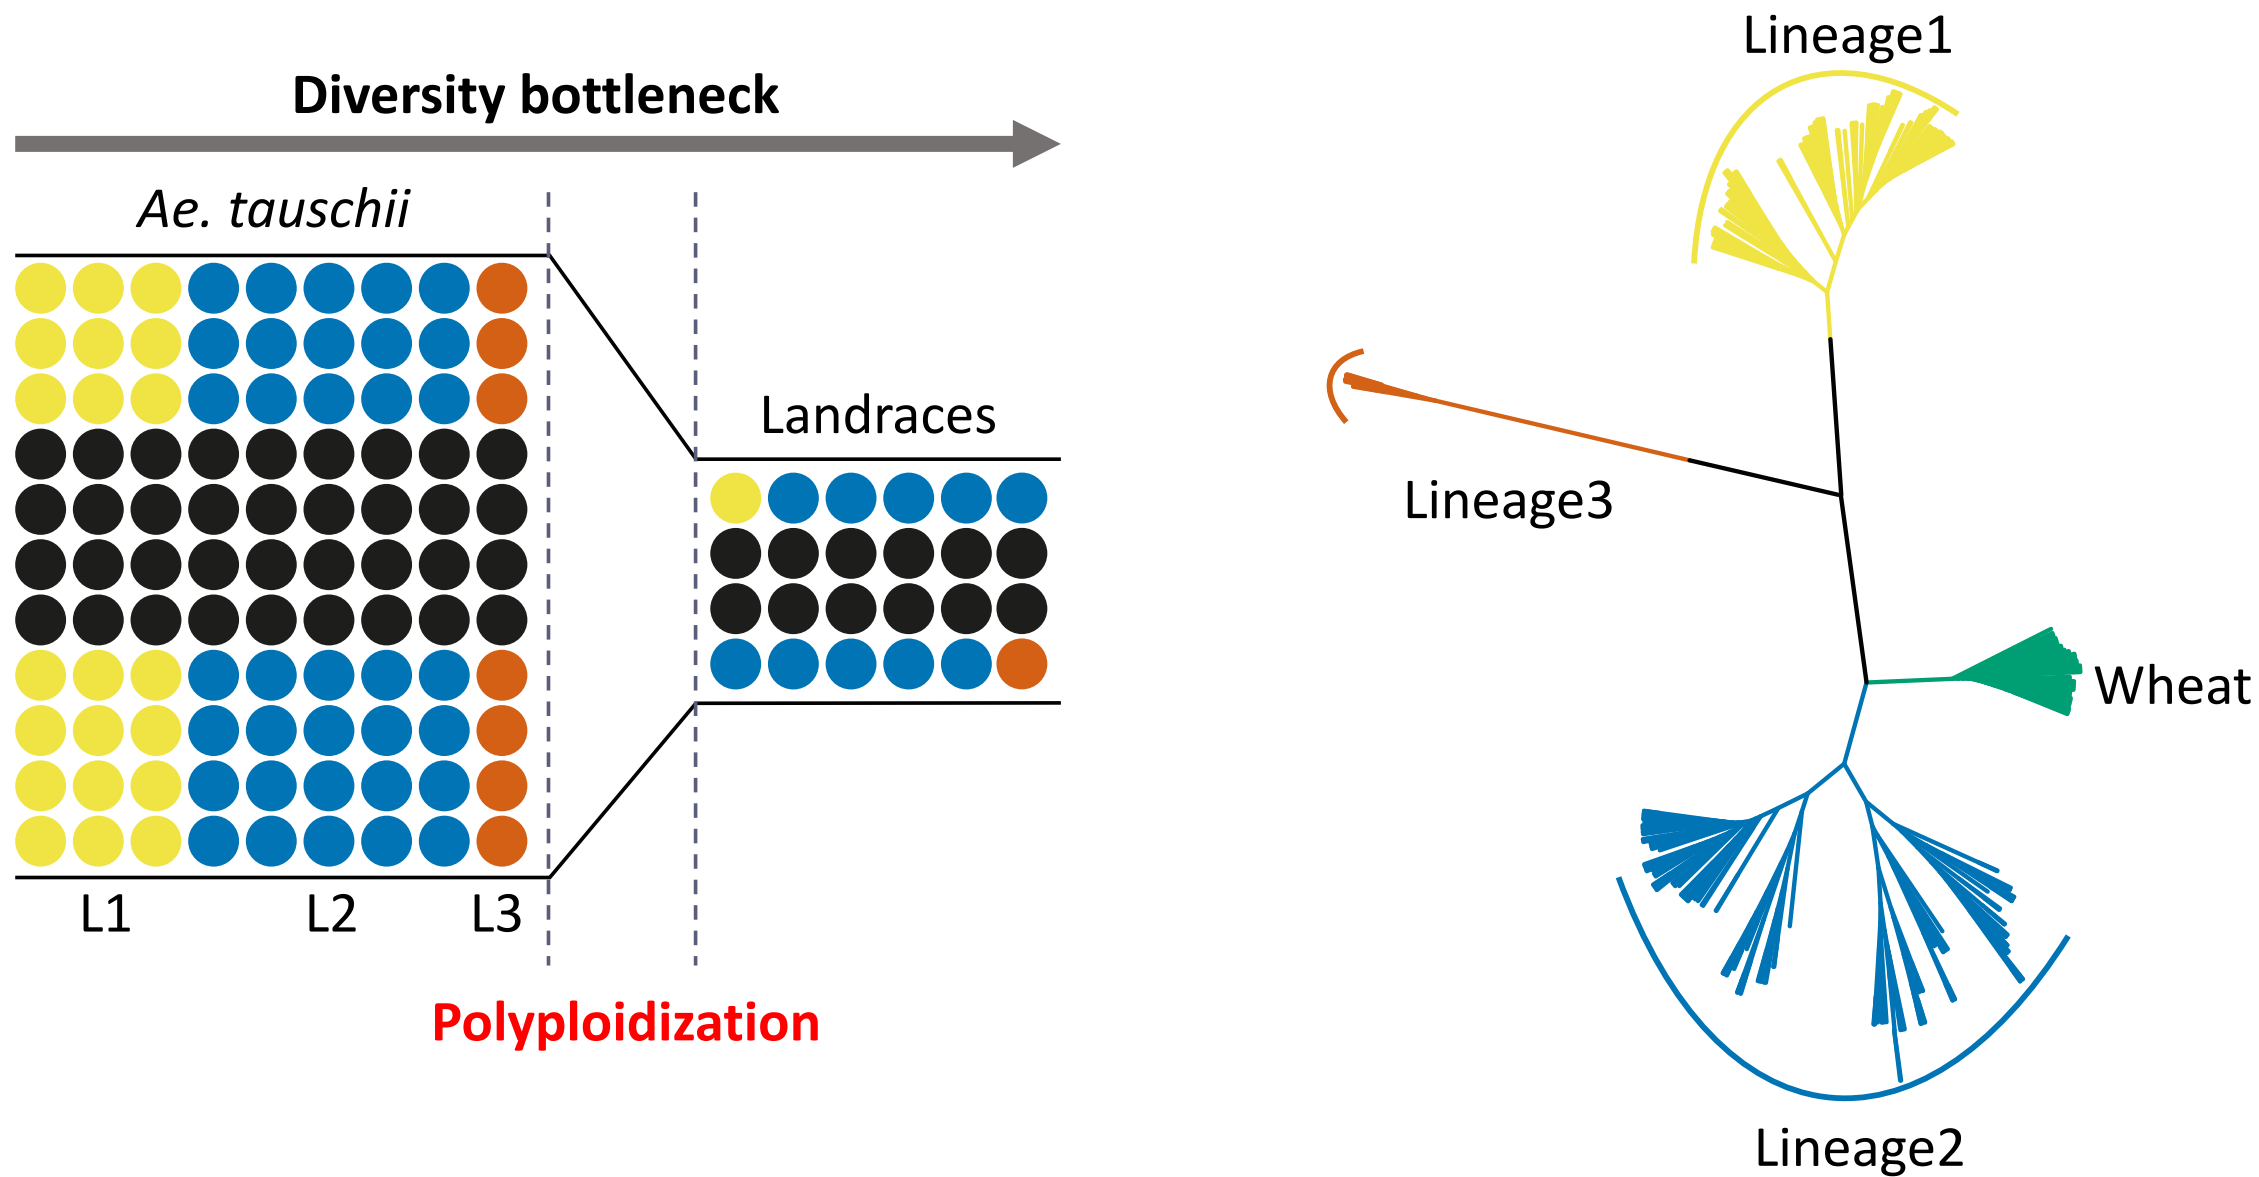 Diversity bottleneck
Ae. tauschii
Landraces
L1
L2
L3
Polyploidization
Lineage1
Lineage3
Wheat
Lineage2